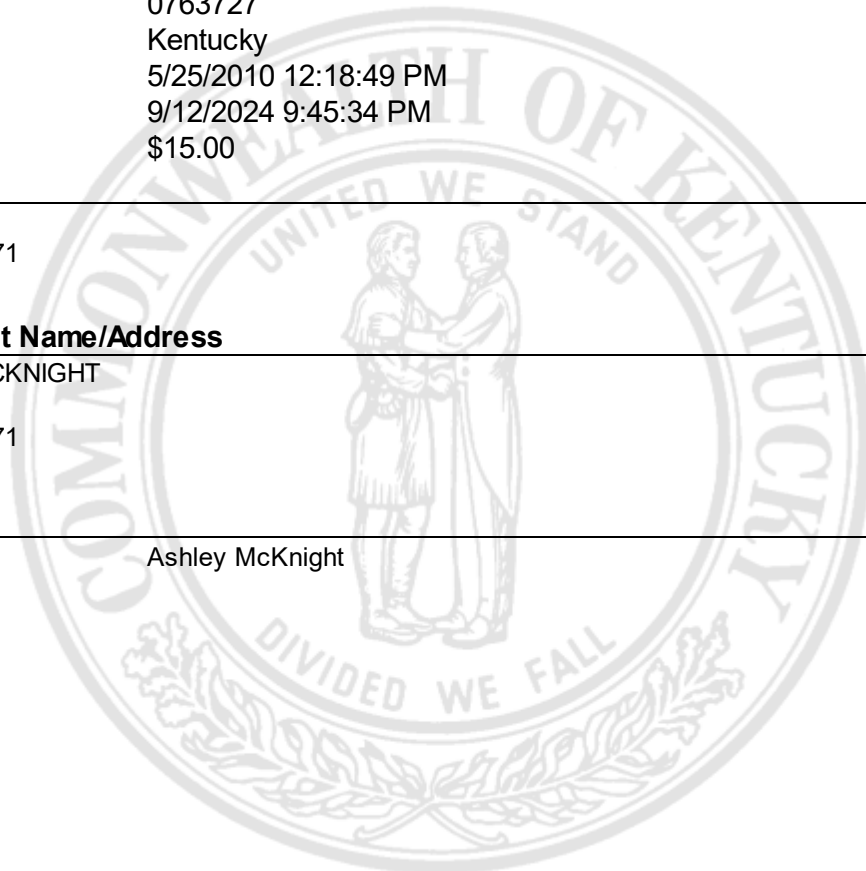 0763727
Kentucky
5/25/2010 12:18:49 PM
9/12/2024 9:45:34 PM
$15.00
71
t Name/Address
CKNIGHT
71
Ashley McKnight
COMMONWEALTH OF KENTUCKY
UNITED WE STAND
DIVIDED WE FALL